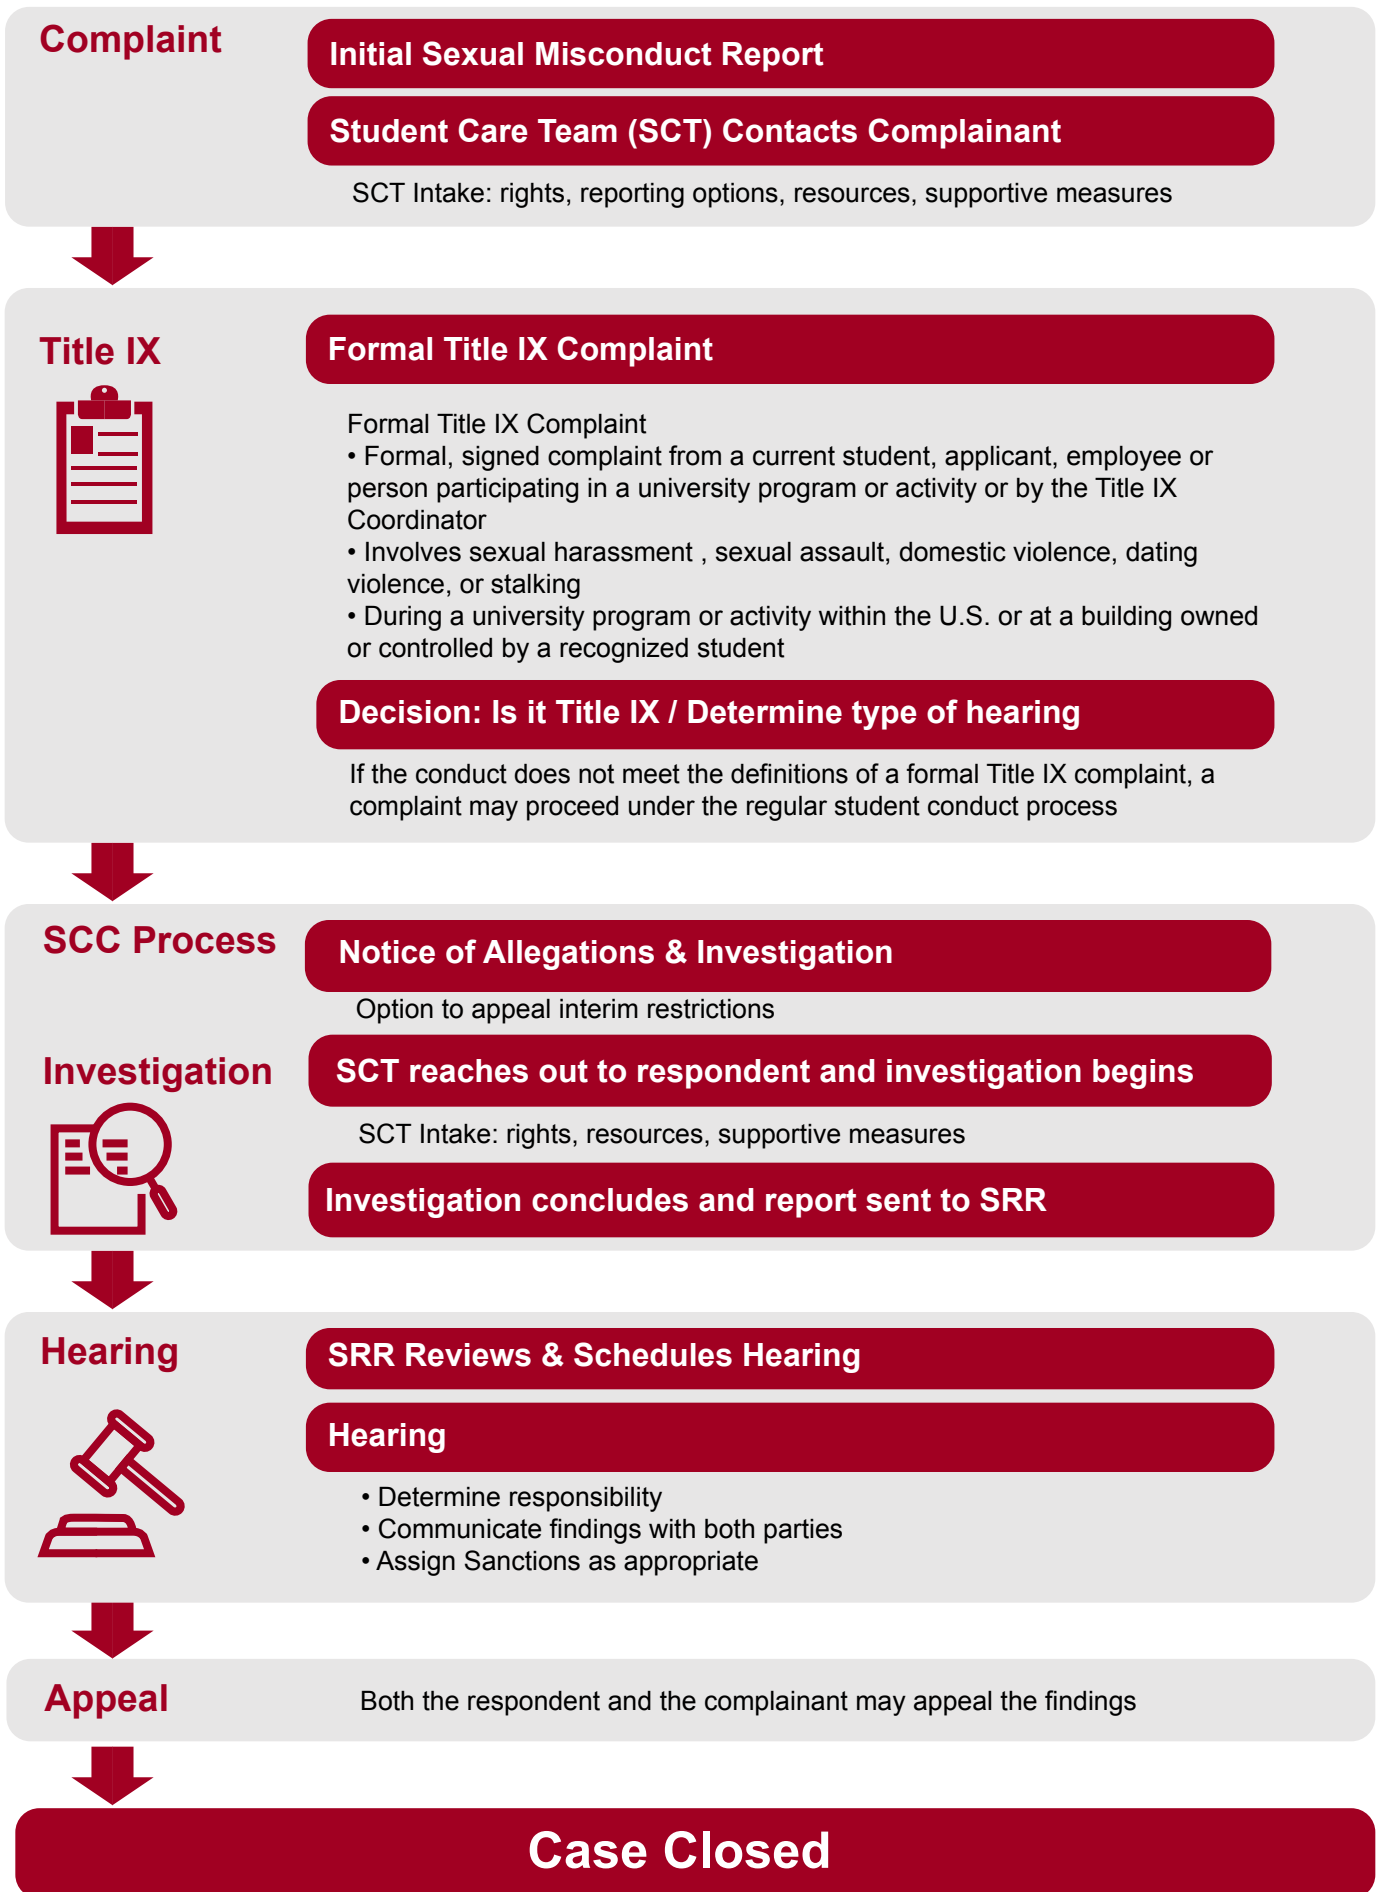 Complaint
Initial Sexual Misconduct Report
Student Care Team (SCT) Contacts Complainant
SCT Intake: rights, reporting options, resources, supportive measures
Title IX
Formal Title IX Complaint
Formal Title IX Complaint
• Formal, signed complaint from a current student, applicant, employee or
person participating in a university program or activity or by the Title IX
Coordinator
• Involves sexual harassment , sexual assault, domestic violence, dating
violence, or stalking
• During a university program or activity within the U.S. or at a building owned
or controlled by a recognized student
Decision: Is it Title IX / Determine type of hearing
If the conduct does not meet the definitions of a formal Title IX complaint, a
complaint may proceed under the regular student conduct process
SCC Process
Notice of Allegations & Investigation
Option to appeal interim restrictions
Investigation
SCT reaches out to respondent and investigation begins
SCT Intake: rights, resources, supportive measures
Investigation concludes and report sent to SRR
Hearing
SRR Reviews & Schedules Hearing
Hearing
• Determine responsibility
• Communicate findings with both parties
• Assign Sanctions as appropriate
Appeal
Both the respondent and the complainant may appeal the findings
Case Closed